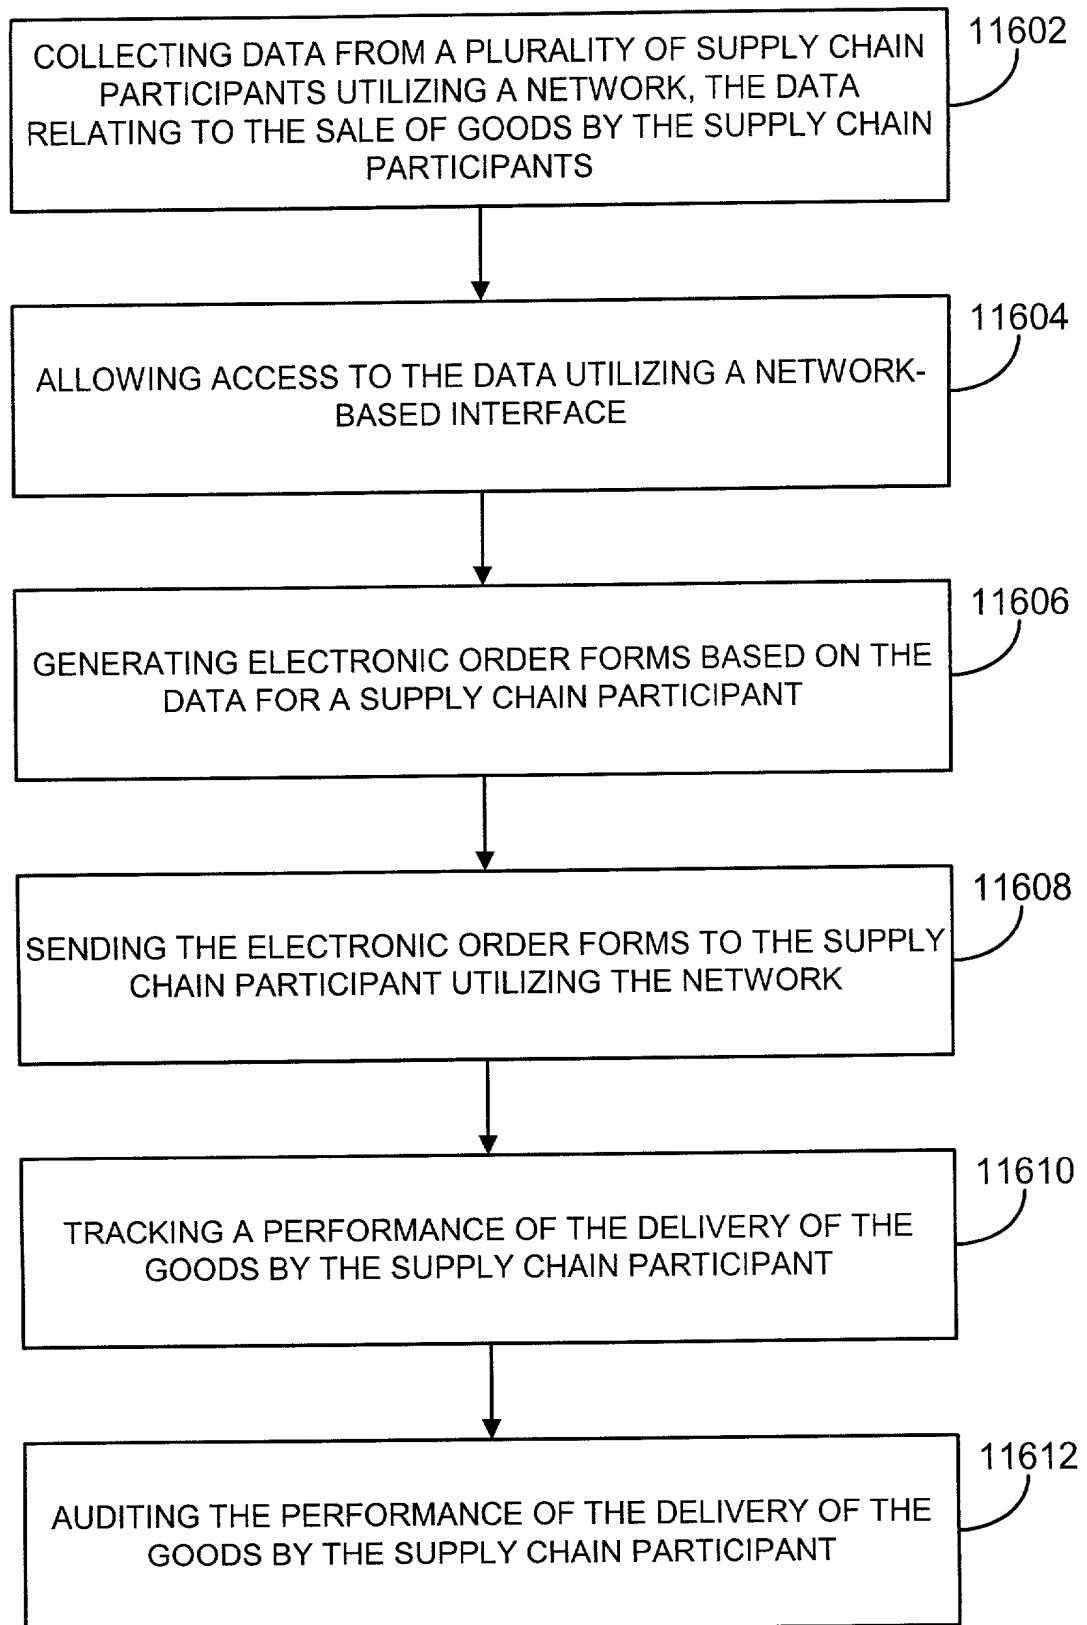 11602
COLLECTING DATA FROM A PLURALITY OF SUPPLY CHAIN
PARTICIPANTS UTILIZING A NETWORK, THE DATA
RELATING TO THE SALE OF GOODS BY THE SUPPLY CHAIN
PARTICIPANTS
11604
ALLOWING ACCESS TO THE DATA UTILIZING A NETWORK-
BASED INTERFACE
11606
GENERATING ELECTRONIC ORDER FORMS BASED ON THE
DATA FOR A SUPPLY CHAIN PARTICIPANT
11608
SENDING THE ELECTRONIC ORDER FORMS TO THE SUPPLY
CHAIN PARTICIPANT UTILIZING THE NETWORK
11610
TRACKING A PERFORMANCE OF THE DELIVERY OF THE
GOODS BY THE SUPPLY CHAIN PARTICIPANT
11612
AUDITING THE PERFORMANCE OF THE DELIVERY OF THE
GOODS BY THE SUPPLY CHAIN PARTICIPANT